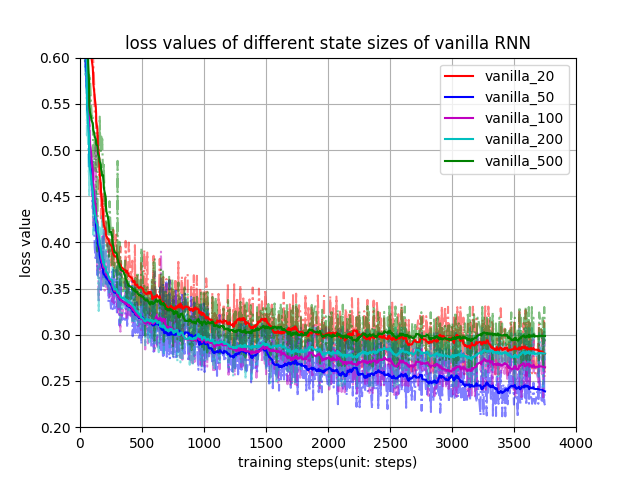 loss values of different state sizes of vanilla RNN
0.60
0.55
0.50
0.45
0.40
0.35
0.30
0.25
0.20
loss value
vanilla_20
vanilla_50
vanilla_100
vanilla_200
vanilla_500
0 500 1000 1500 2000 2500 3000 3500 4000
training steps(unit: steps)